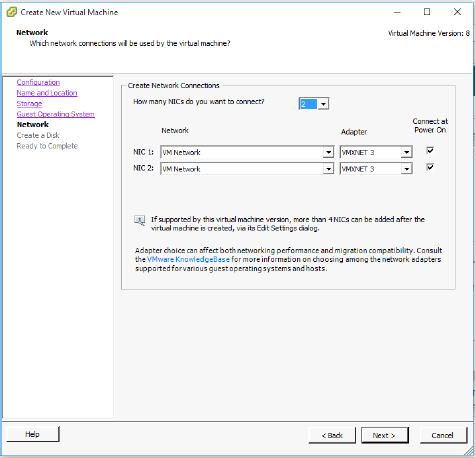 Create New Virtual Machine
Network
Which network connections will be used by the virtual machine?
Virtual Machine Version: 8
Configuration
Name and Location
Storage
Guest Operating System
Network
Create a Disk
Ready to Complete
Create Network Connections
How many NICs do you want to connect?
2
Network
Adapter
Connect at
Power On
NIC 1:
VM Network
VMXNET 3
NIC 2:
VM Network
VMXNET 3
If supported by this virtual machine version, more than 4 NICs can be added after the
virtual machine is created, via its Edit Settings dialog.
Adapter choice can affect both networking performance and migration compatibility. Consult
the VMware KnowledgeBase for more information on choosing among the network adapters
supported for various guest operating systems and hosts.
Help
< Back
Next >
Cancel